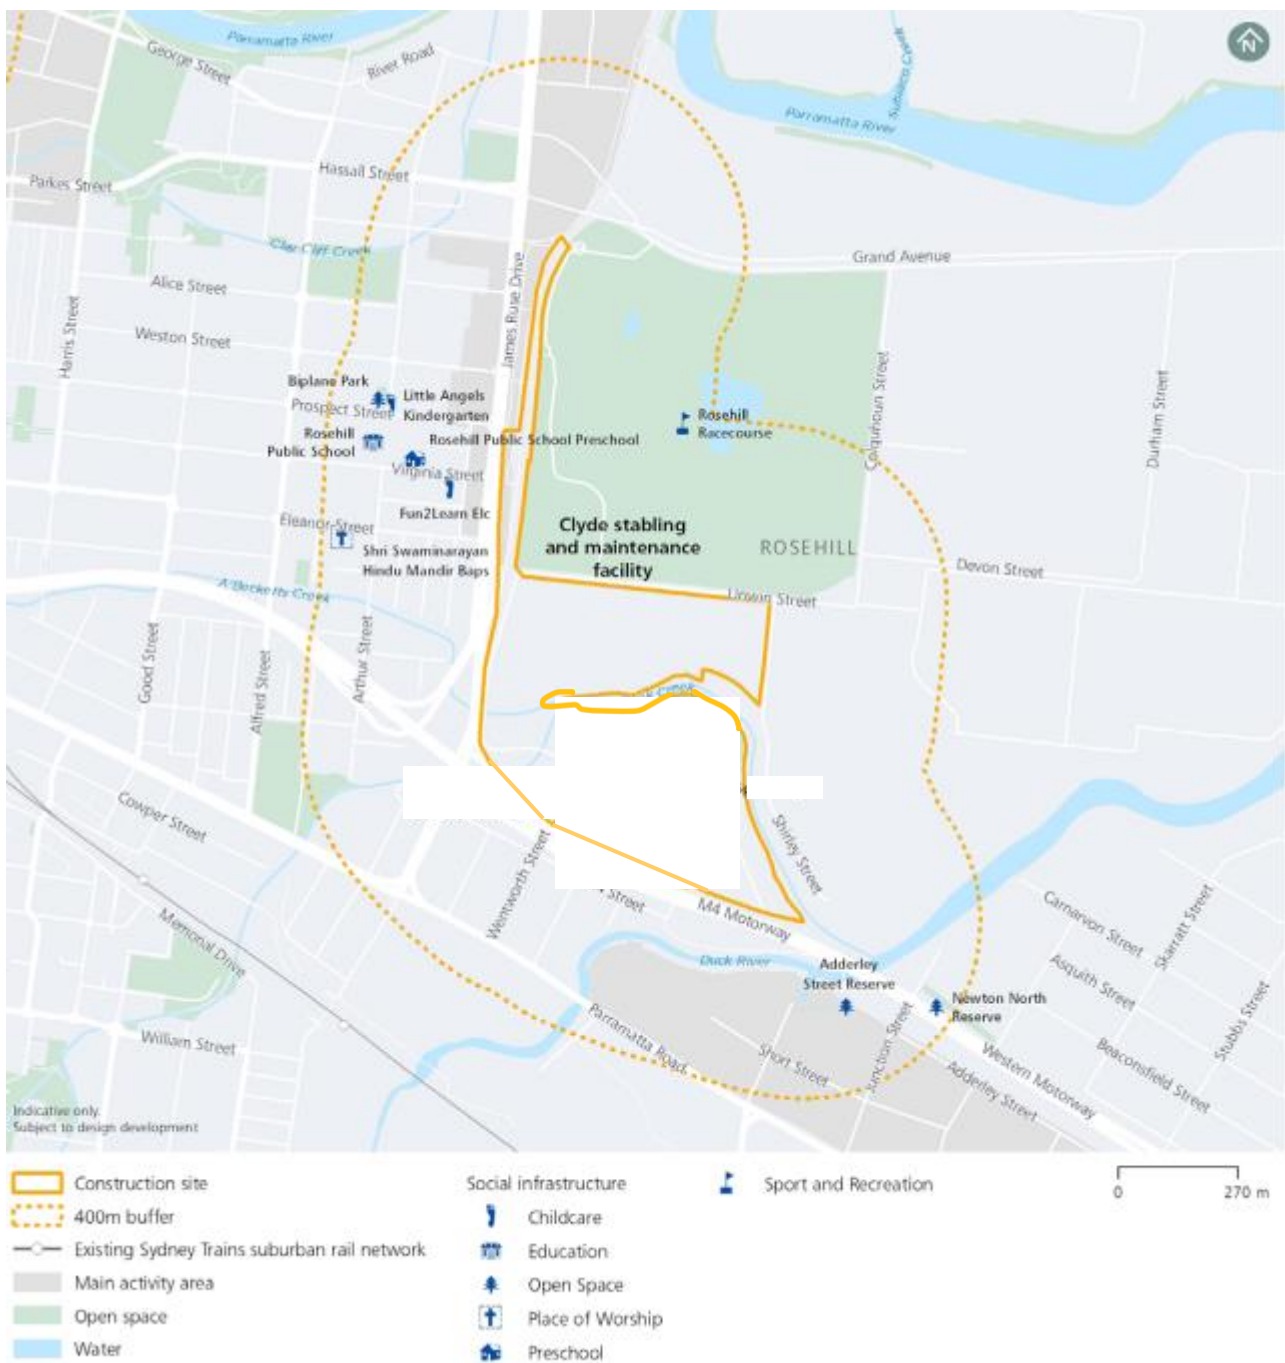 Parramatta River
George Street
River Road
Subiaco Creek
Parramatta River
Hassall Street
Parkes Street
Clay Cliff Creek
Grand Avenue
Alice Street
James Ruse Drive
Harris Street
Weston Street
Colquhoun Street
Durham Street
Biplane Park
Little Angels
Kindergarten
Prospect Street
Rosehill
Racecourse
Rosehill
Public School
Rosehill Public School Preschool
Virginia Street
Fun2Learn Elc
Eleanor Street
Clyde stabling
and maintenance
facility
ROSEHILL
Shri Swaminarayan
Hindu Mandir Baps
Devon Street
A Becketts Creek
Unwin Street
Good Street
Alfred Street
Arthur Street
Creek
Cowper Street
Shirley Street
Wentworth Street
Street
M4 Motorway
Carnarvon Street
Skarratt Street
Memorial Drive
Duck River
Adderley
Street Reserve
Asquith Street
Newton North
Reserve
Stubbs Street
William Street
Parramatta Road
Short Street
Junction Street
Western Motorway
Beaconsfield Street
Adderley Street
Indicative only.
Subject to design development
Construction site
400m buffer
Existing Sydney Trains suburban rail network
Main activity area
Open space
Water
Social infrastructure
Childcare
Education
Open Space
Place of Worship
Preschool
Sport and Recreation
0 270 m
N